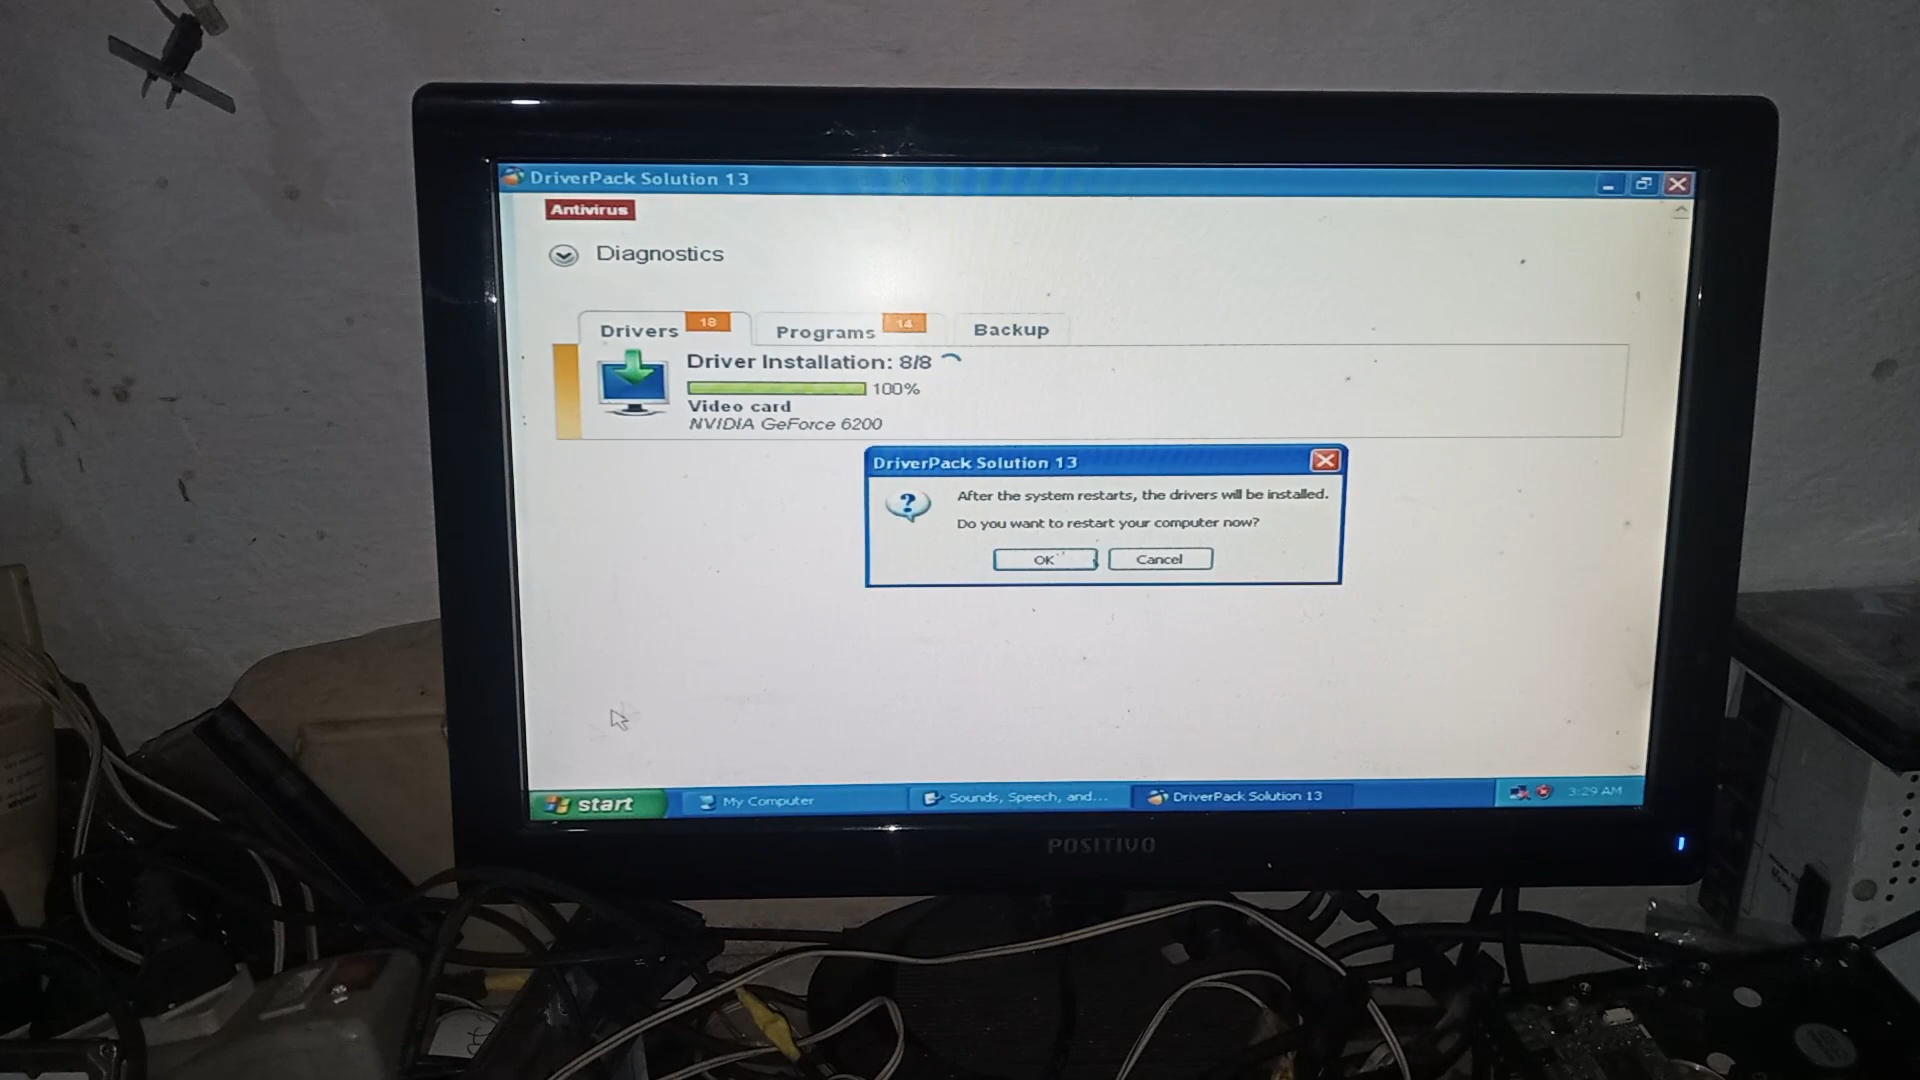 DriverPack Solution 13
Antivirus
Diagnostics
Drivers 18 Programs 14 Backup
Driver Installation: 8/8
100%
Video card
NVIDIA GeForce 6200
DriverPack Solution 13
After the system restarts, the drivers will be installed.
Do you want to restart your computer now?
OK Cancel
start My Computer Sounds, Speech, and... DriverPack Solution 13 3:29 AM
POSITIVO